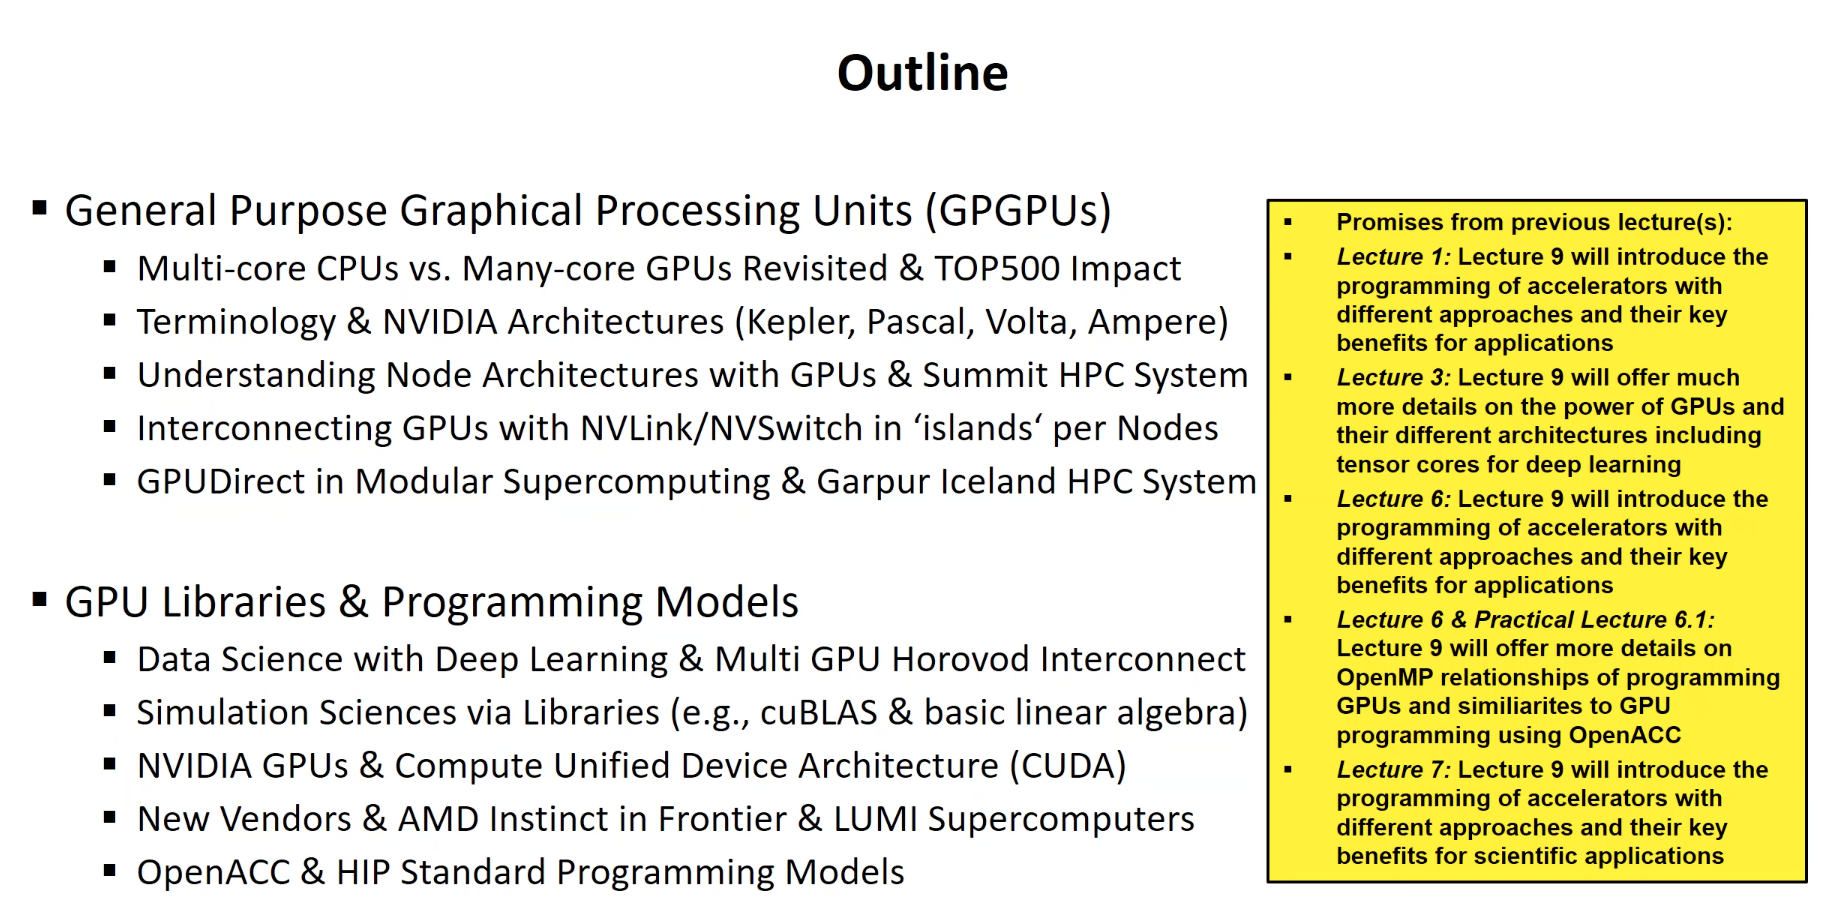 Outline
▪ General Purpose Graphical Processing Units (GPGPUs)
▪ Multi-core CPUs vs. Many-core GPUs Revisited & TOP500 Impact
▪ Terminology & NVIDIA Architectures (Kepler, Pascal, Volta, Ampere)
▪ Understanding Node Architectures with GPUs & Summit HPC System
▪ Interconnecting GPUs with NVLink/NVSwitch in ‘islands‘ per Nodes
▪ GPUDirect in Modular Supercomputing & Garpur Iceland HPC System
▪ GPU Libraries & Programming Models
▪ Data Science with Deep Learning & Multi GPU Horovod Interconnect
▪ Simulation Sciences via Libraries (e.g., cuBLAS & basic linear algebra)
▪ NVIDIA GPUs & Compute Unified Device Architecture (CUDA)
▪ New Vendors & AMD Instinct in Frontier & LUMI Supercomputers
▪ OpenACC & HIP Standard Programming Models
▪ Promises from previous lecture(s):
▪ Lecture 1: Lecture 9 will introduce the
programming of accelerators with
different approaches and their key
benefits for applications
▪ Lecture 3: Lecture 9 will offer much
more details on the power of GPUs and
their different architectures including
tensor cores for deep learning
▪ Lecture 6: Lecture 9 will introduce the
programming of accelerators with
different approaches and their key
benefits for applications
▪ Lecture 6 & Practical Lecture 6.1:
Lecture 9 will offer more details on
OpenMP relationships of programming
GPUs and similiarites to GPU
programming using OpenACC
▪ Lecture 7: Lecture 9 will introduce the
programming of accelerators with
different approaches and their key
benefits for scientific applications